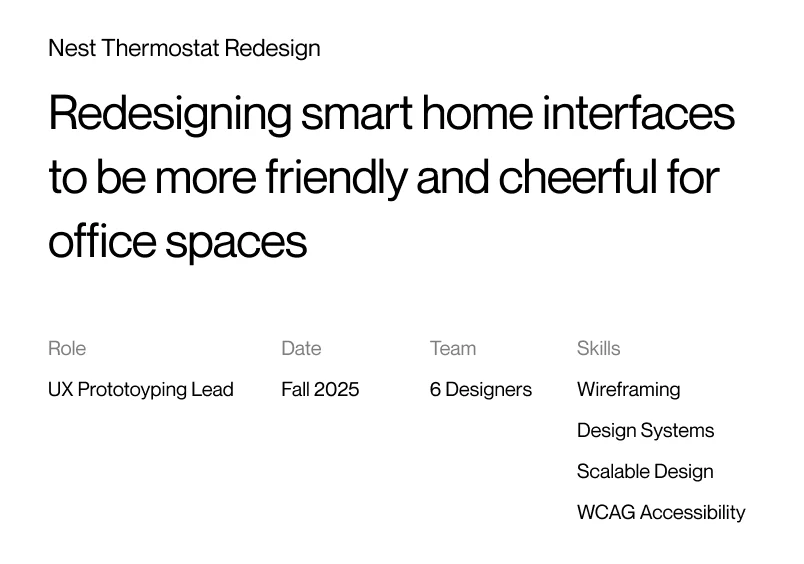 Nest Thermostat Redesign
Redesigning smart home interfaces
to be more friendly and cheerful for
office spaces
Role
UX Prototoyping Lead
Date
Fall 2025
Team
6 Designers
Skills
Wireframing
Design Systems
Scalable Design
WCAG Accessibility